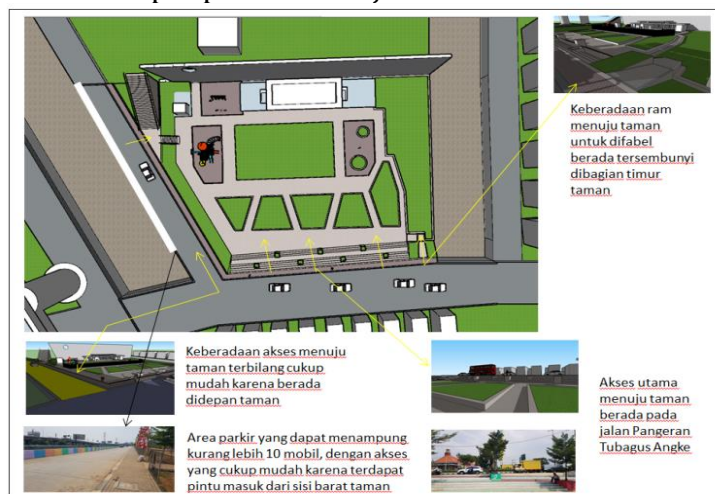 Keberadaan ram
menuju taman
untuk difabel
berada tersembunyi
dibagian timur
taman
Keberadaan akses menuju
taman terbilang cukup
mudah karena berada
didepan taman
Akses utama
menuju taman
berada pada
jalan Pangeran
Tubagus Angke
Area parkir yang dapat menampung
kurang lebih 10 mobil, dengan akses
yang cukup mudah karena terdapat
pintu masuk dari sisi barat taman